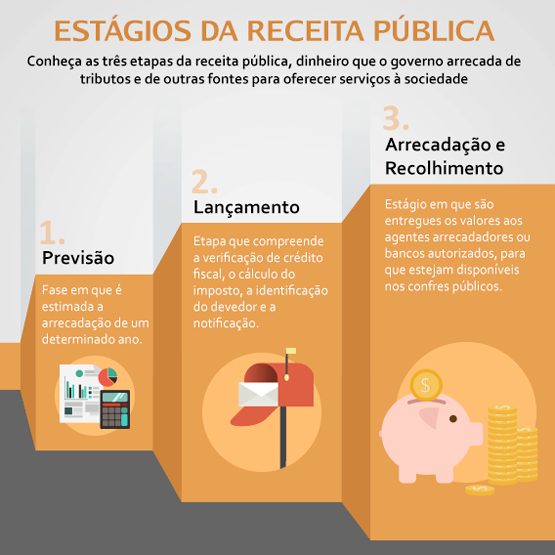 ESTÁGIOS DA RECEITA PÚBLICA
Conheça as três etapas da receita pública, dinheiro que o governo arrecada de
tributos e de outras fontes para oferecer serviços à sociedade
1.
Previsão
Fase em que é
estimada a
arrecadação de um
determinado ano.
2.
Lançamento
Etapa que compreende
a verificação de crédito
fiscal, o cálculo do
imposto, a identificação
do devedor e a
notificação.
3.
Arrecadação e
Recolhimento
Estágio em que são
entregues os valores aos
agentes arrecadadores ou
bancos autorizados, para
que estejam disponíveis
nos confres públicos.
$